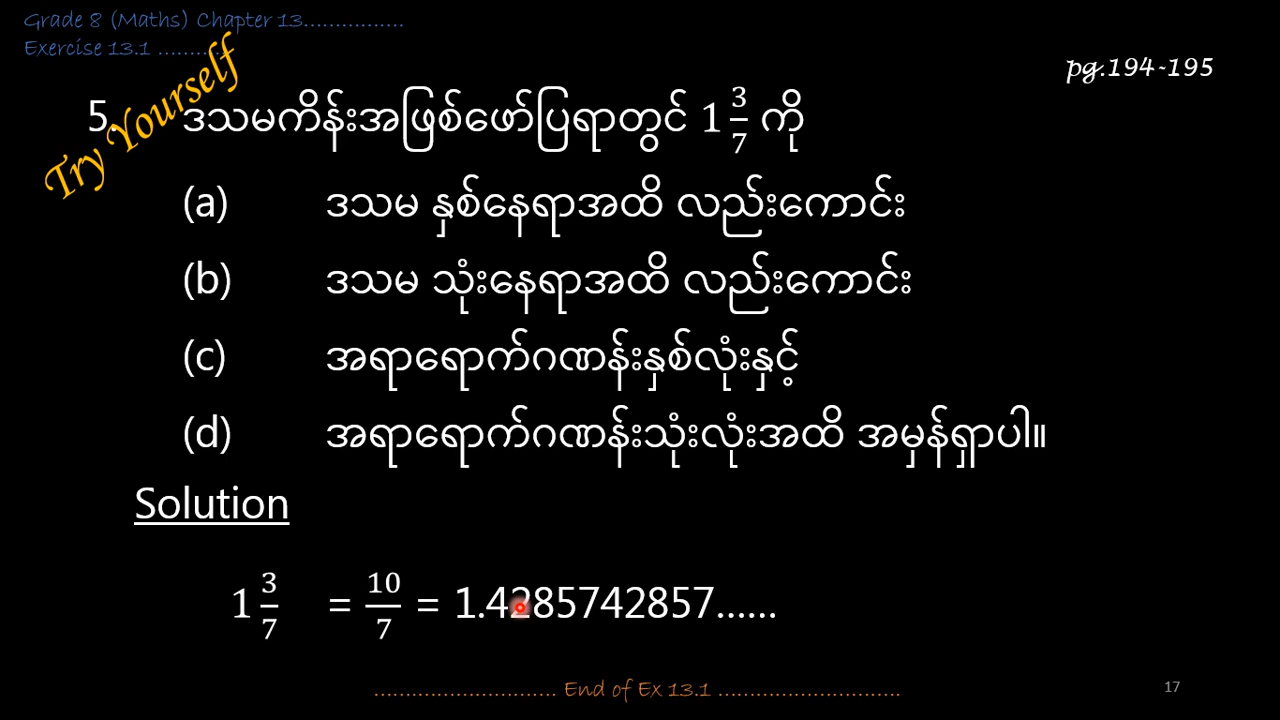 Grade 8 (Maths) Chapter 13................
Exercise 13.1 ............
pg.194-195
Try Yourself
5. ဒသမကိန်းအဖြစ်ဖော်ပြရာတွင် 1 3/7 ကို
(a) ဒသမ နှစ်နေရာအထိ လည်းကောင်း
(b) ဒသမ သုံးနေရာအထိ လည်းကောင်း
(c) အရာရောက်ဂဏန်းနှစ်လုံးနှင့်
(d) အရာရောက်ဂဏန်းသုံးလုံးအထိ အမှန်ရှာပါ။
Solution
1 3/7 = 10/7 = 1.4285742857......
............................. End of Ex 13.1 .............................
17